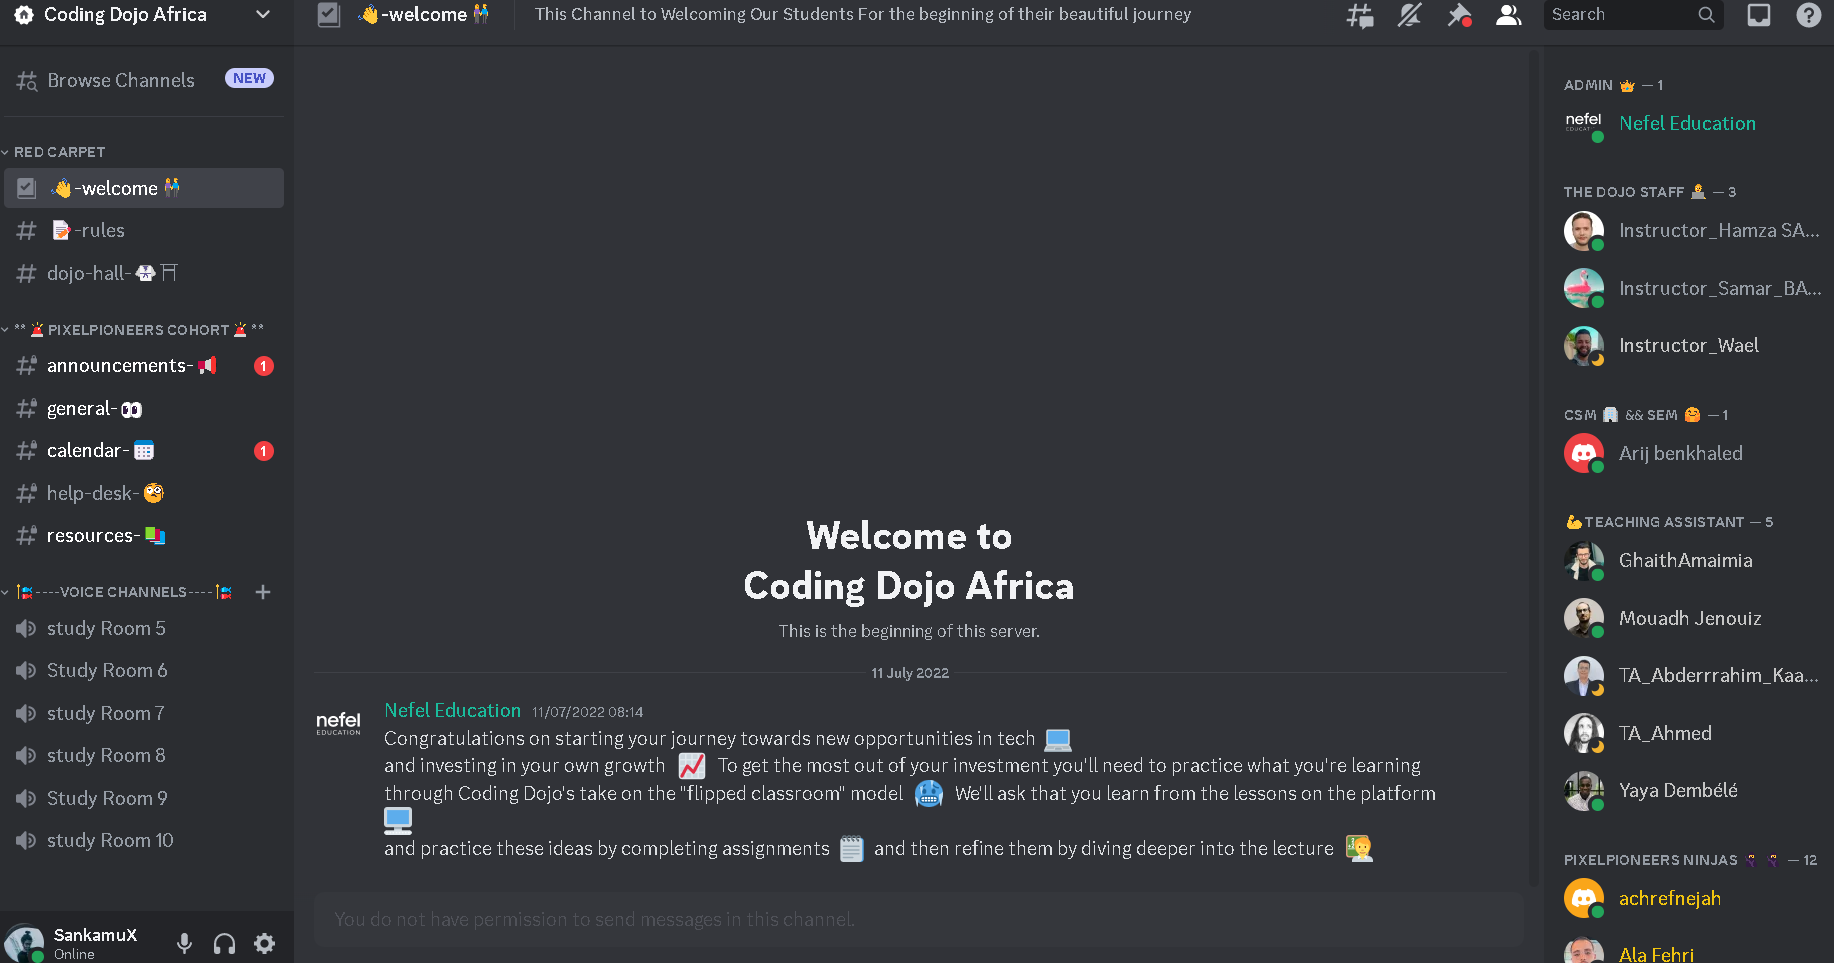 Coding Dojo Africa
👋-welcome 👬
This Channel to Welcoming Our Students For the beginning of their beautiful journey
Search
Browse Channels
NEW
RED CARPET
👋-welcome 👬
📝-rules
dojo-hall-🥋⛩
** 🚨 PIXELPIONEERS COHORT 🚨 **
announcements-📢
1
general-👀
calendar-📅
1
help-desk-🧐
resources-📚
----VOICE CHANNELS----
study Room 5
Study Room 6
study Room 7
study Room 8
Study Room 9
study Room 10
SankamuX
Online
Welcome to
Coding Dojo Africa
This is the beginning of this server.
11 July 2022
nefel
EDUCATION
Nefel Education 11/07/2022 08:14
Congratulations on starting your journey towards new opportunities in tech 💻
and investing in your own growth 📈 To get the most out of your investment you'll need to practice what you're learning
through Coding Dojo's take on the "flipped classroom" model 🥶 We'll ask that you learn from the lessons on the platform
🖥
and practice these ideas by completing assignments 🗒 and then refine them by diving deeper into the lecture 🧑‍🏫
You do not have permission to send messages in this channel.
ADMIN 👑 — 1
nefel
EDUCATION
Nefel Education
THE DOJO STAFF 🧑‍💻 — 3
Instructor_Hamza SA...
Instructor_Samar_BA...
Instructor_Wael
CSM 🏢 && SEM 🤗 — 1
Arij benkhaled
💪TEACHING ASSISTANT — 5
GhaithAmaimia
Mouadh Jenouiz
TA_Abderrrahim_Kaa...
TA_Ahmed
Yaya Dembélé
PIXELPIONEERS NINJAS — 12
achrefnejah
Ala Fehri